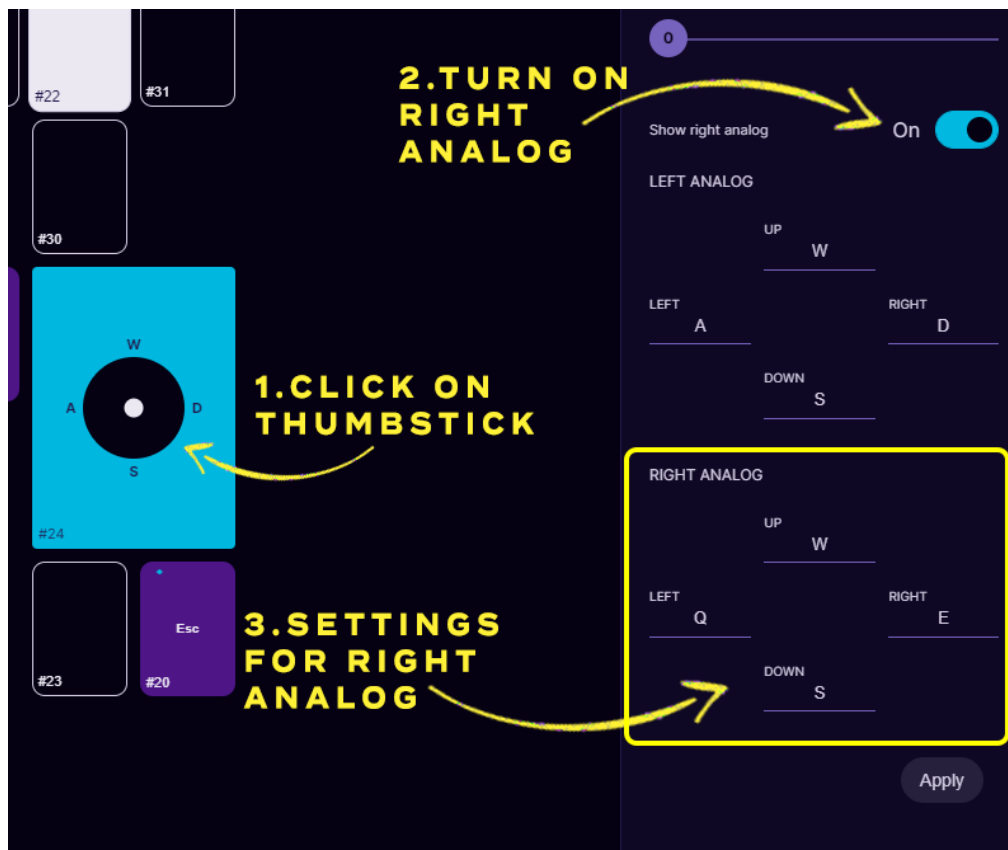 #22
#31
#30
W
A
D
S
#24
#23
Esc
#20
1.CLICK ON
THUMBSTICK
2.TURN ON
RIGHT
ANALOG
3.SETTINGS
FOR RIGHT
ANALOG
0
Show right analog On
LEFT ANALOG
UP
W
LEFT RIGHT
A D
DOWN
S
RIGHT ANALOG
UP
W
LEFT RIGHT
Q E
DOWN
S
Apply